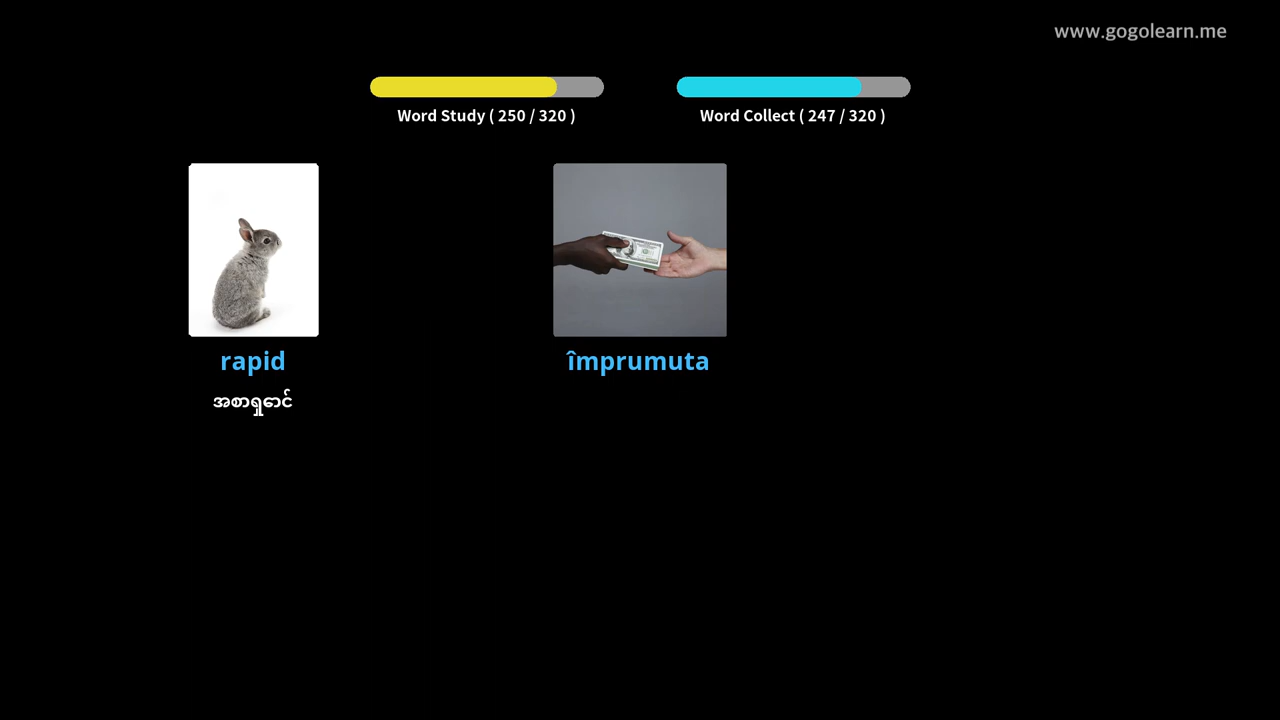 www.gogolearn.me
Word Study ( 250 / 320 )
Word Collect ( 247 / 320 )
rapid
împrumuta
အစာရှောင်